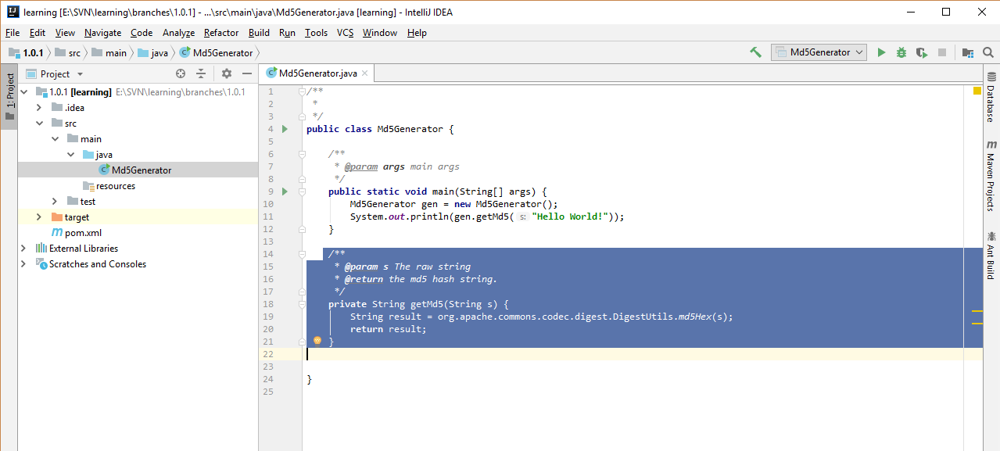 learning [E:\SVN\learning\branches\1.0.1] - ...\src\main\java\Md5Generator.java [learning] - IntelliJ IDEA
File Edit View Navigate Code Analyze Refactor Build Run Tools VCS Window Help
1.0.1 src main java Md5Generator
Md5Generator
1: Project
Project
1.0.1 [learning] E:\SVN\learning\branches\1.0.1
.idea
src
main
java
Md5Generator
resources
test
target
pom.xml
External Libraries
Scratches and Consoles
Md5Generator.java
1 /**
2 *
3 */
4 public class Md5Generator {
5
6 /**
7 * @param args main args
8 */
9 public static void main(String[] args) {
10 Md5Generator gen = new Md5Generator();
11 System.out.println(gen.getMd5( s: "Hello World!"));
12 }
13
14 /**
15 * @param s The raw string
16 * @return the md5 hash string.
17 */
18 private String getMd5(String s) {
19 String result = org.apache.commons.codec.digest.DigestUtils.md5Hex(s);
20 return result;
21 }
22
23
24 }
25
Database
Maven Projects
Ant Build